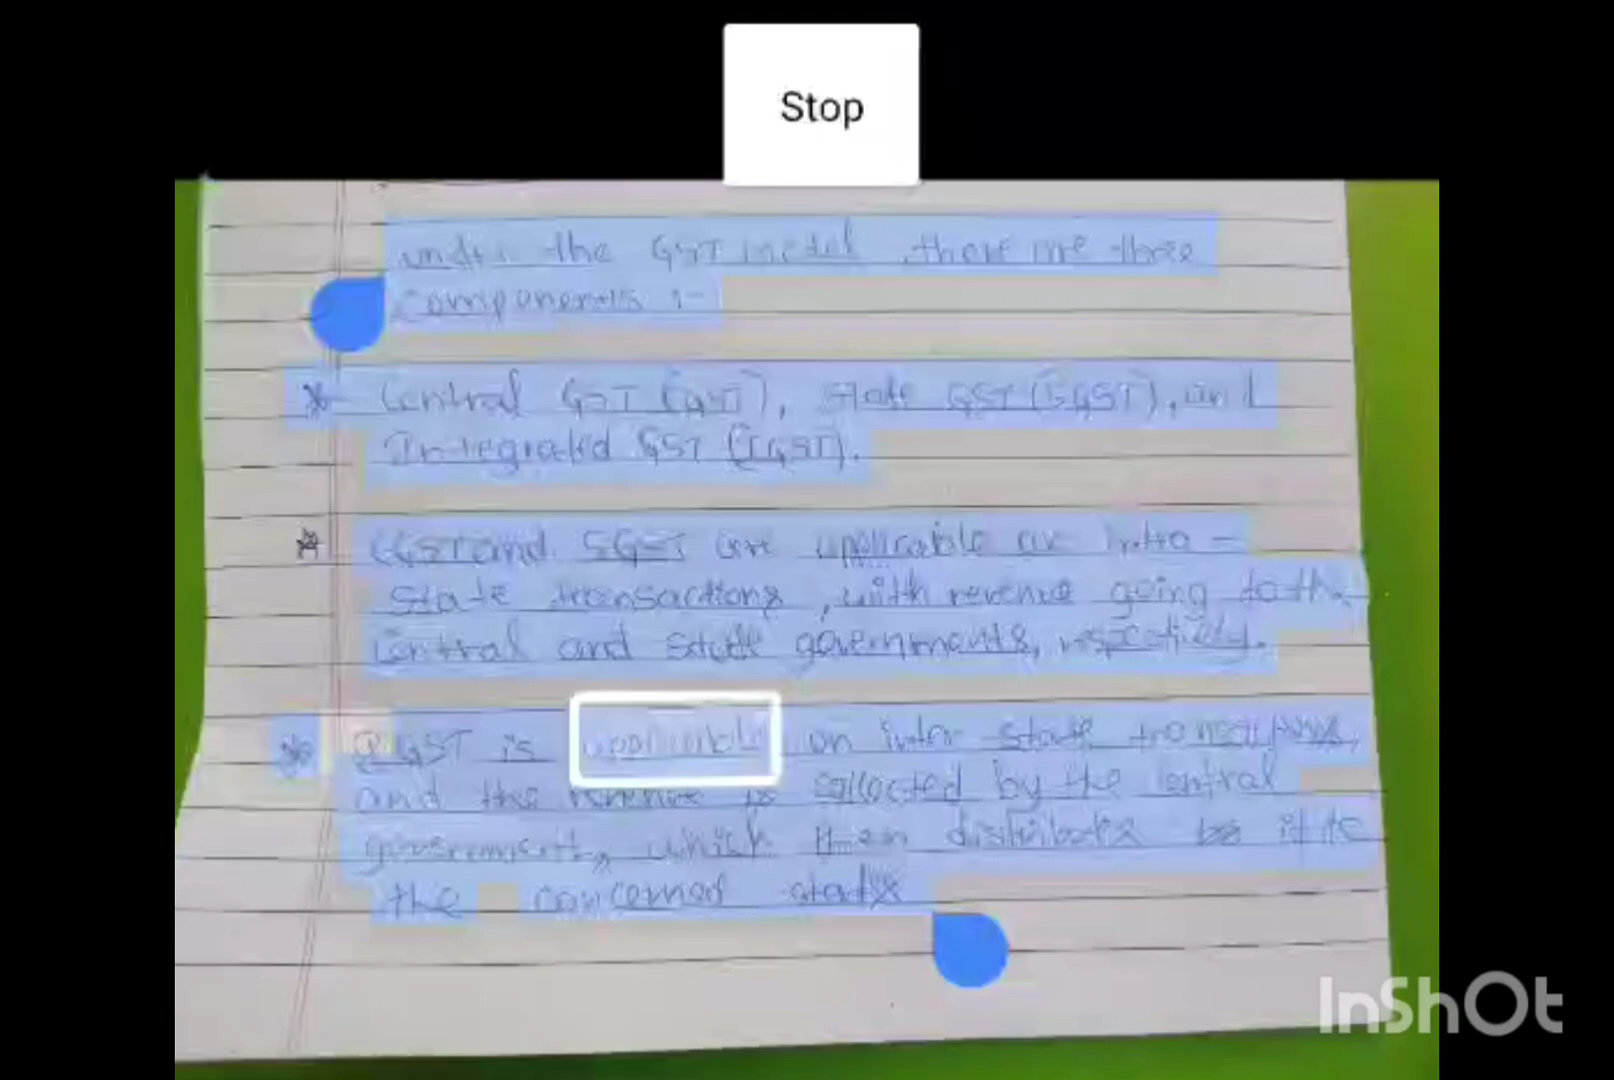 Stop
under the GST model, there are three
components :-
Central GST (GST), State GST (SGST), and
Integrated GST (IGST).
CGST and SGST are applicable on intra -
state transactions, with revenue going to the
central and state governments, respectively.
IGST is applicable on inter state transactions,
and the revenue is collected by the central
government, which then distributes it to
the concerned state
InShOt